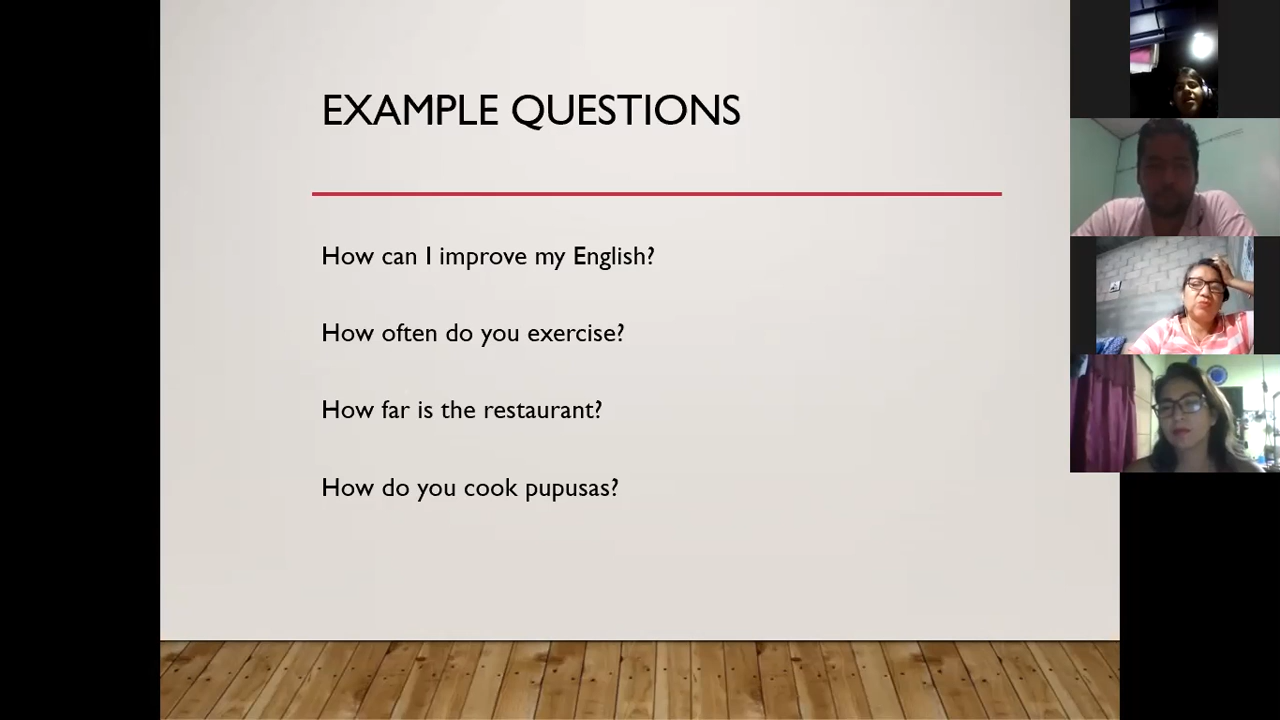 EXAMPLE QUESTIONS
How can I improve my English?
How often do you exercise?
How far is the restaurant?
How do you cook pupusas?